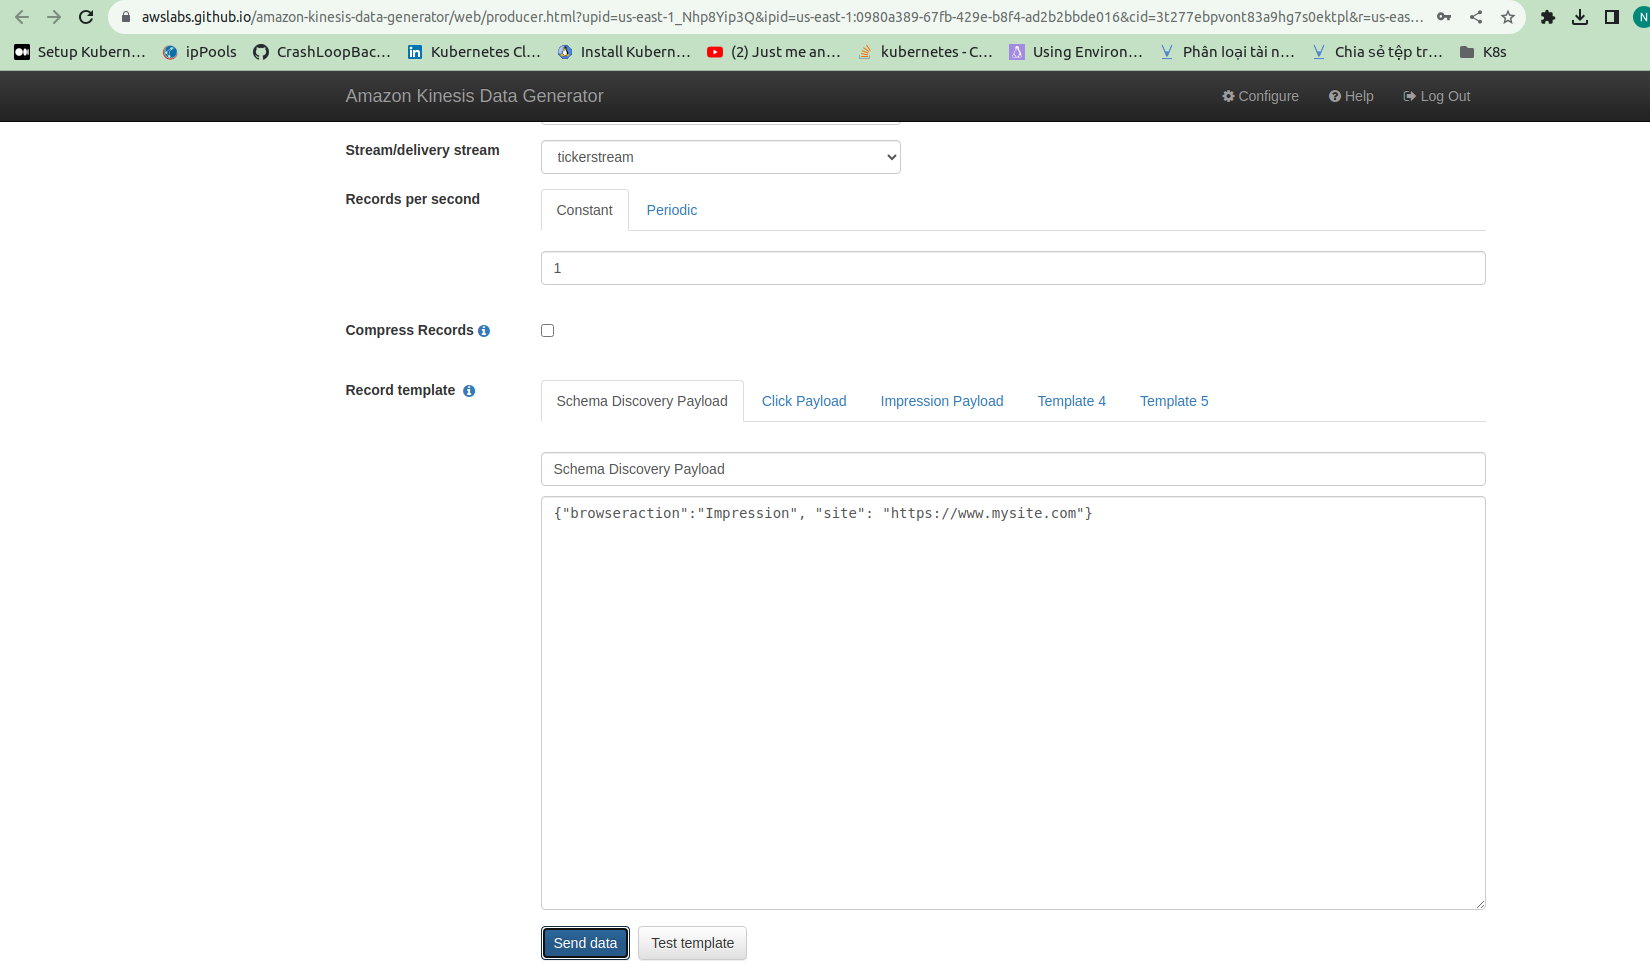 awslabs.github.io/amazon-kinesis-data-generator/web/producer.html?upid=us-east-1_Nhp8Yip3Q&ipid=us-east-1:0980a389-67fb-429e-b8f4-ad2b2bbde016&cid=3t277ebpvont83a9hg7s0ektpl&r=us-eas...
N
Setup Kubern... ipPools CrashLoopBac... Kubernetes Cl... Install Kubern... (2) Just me an... kubernetes - C... Using Environ... Phân loại tài n... Chia sẻ tệp tr... K8s
Amazon Kinesis Data Generator Configure Help Log Out
Stream/delivery stream tickerstream
Records per second Constant Periodic
1
Compress Records
Record template Schema Discovery Payload Click Payload Impression Payload Template 4 Template 5
Schema Discovery Payload
{"browseraction":"Impression", "site": "https://www.mysite.com"}
Send data Test template